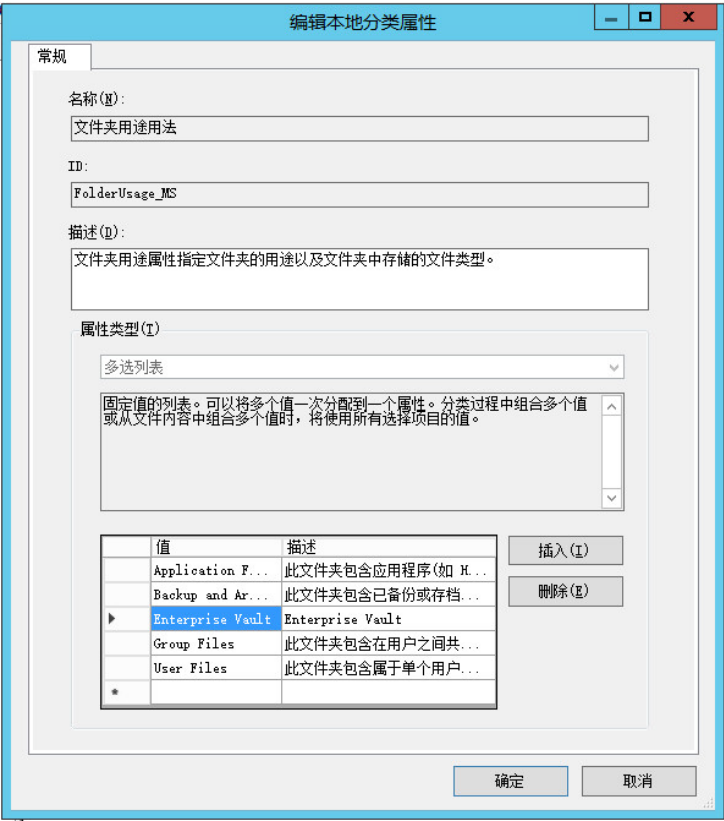 编辑本地分类属性
常规
名称(N):
文件夹用途用法
ID:
FolderUsage_MS
描述(D):
文件夹用途属性指定文件夹的用途以及文件夹中存储的文件类型。
属性类型(T)
多选列表
固定值的列表。可以将多个值一次分配到一个属性。分类过程中组合多个值
或从文件内容中组合多个值时，将使用所有选择项目的值。
值 描述
Application F... 此文件夹包含应用程序(如 H...
Backup and Ar... 此文件夹包含已备份或存档...
Enterprise Vault Enterprise Vault
Group Files 此文件夹包含在用户之间共...
User Files 此文件夹包含属于单个用户...
插入(I)
删除(E)
确定 取消